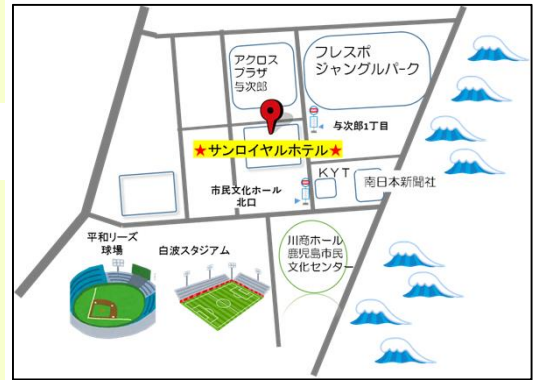 アクロス
プラザ
与次郎
フレスポ
ジャングルパーク
与次郎1丁目
★サンロイヤルホテル★
市民文化ホール
北口
KYT
南日本新聞社
平和リーズ
球場
白波スタジアム
川商ホール
鹿児島市民
文化センター